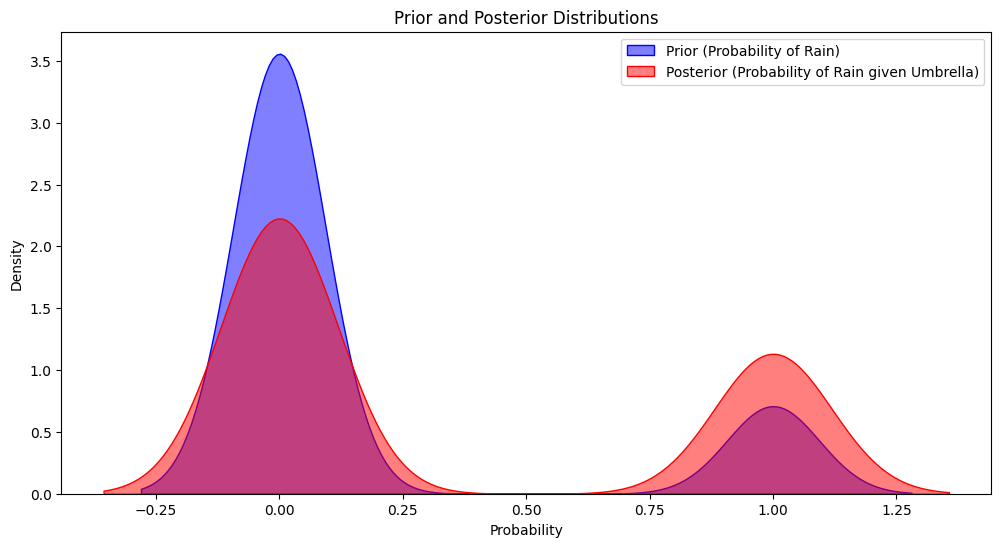 Prior and Posterior Distributions
Prior (Probability of Rain)
Posterior (Probability of Rain given Umbrella)
Density
3.5
3.0
2.5
2.0
1.5
1.0
0.5
0.0
−0.25 0.00 0.25 0.50 0.75 1.00 1.25
Probability